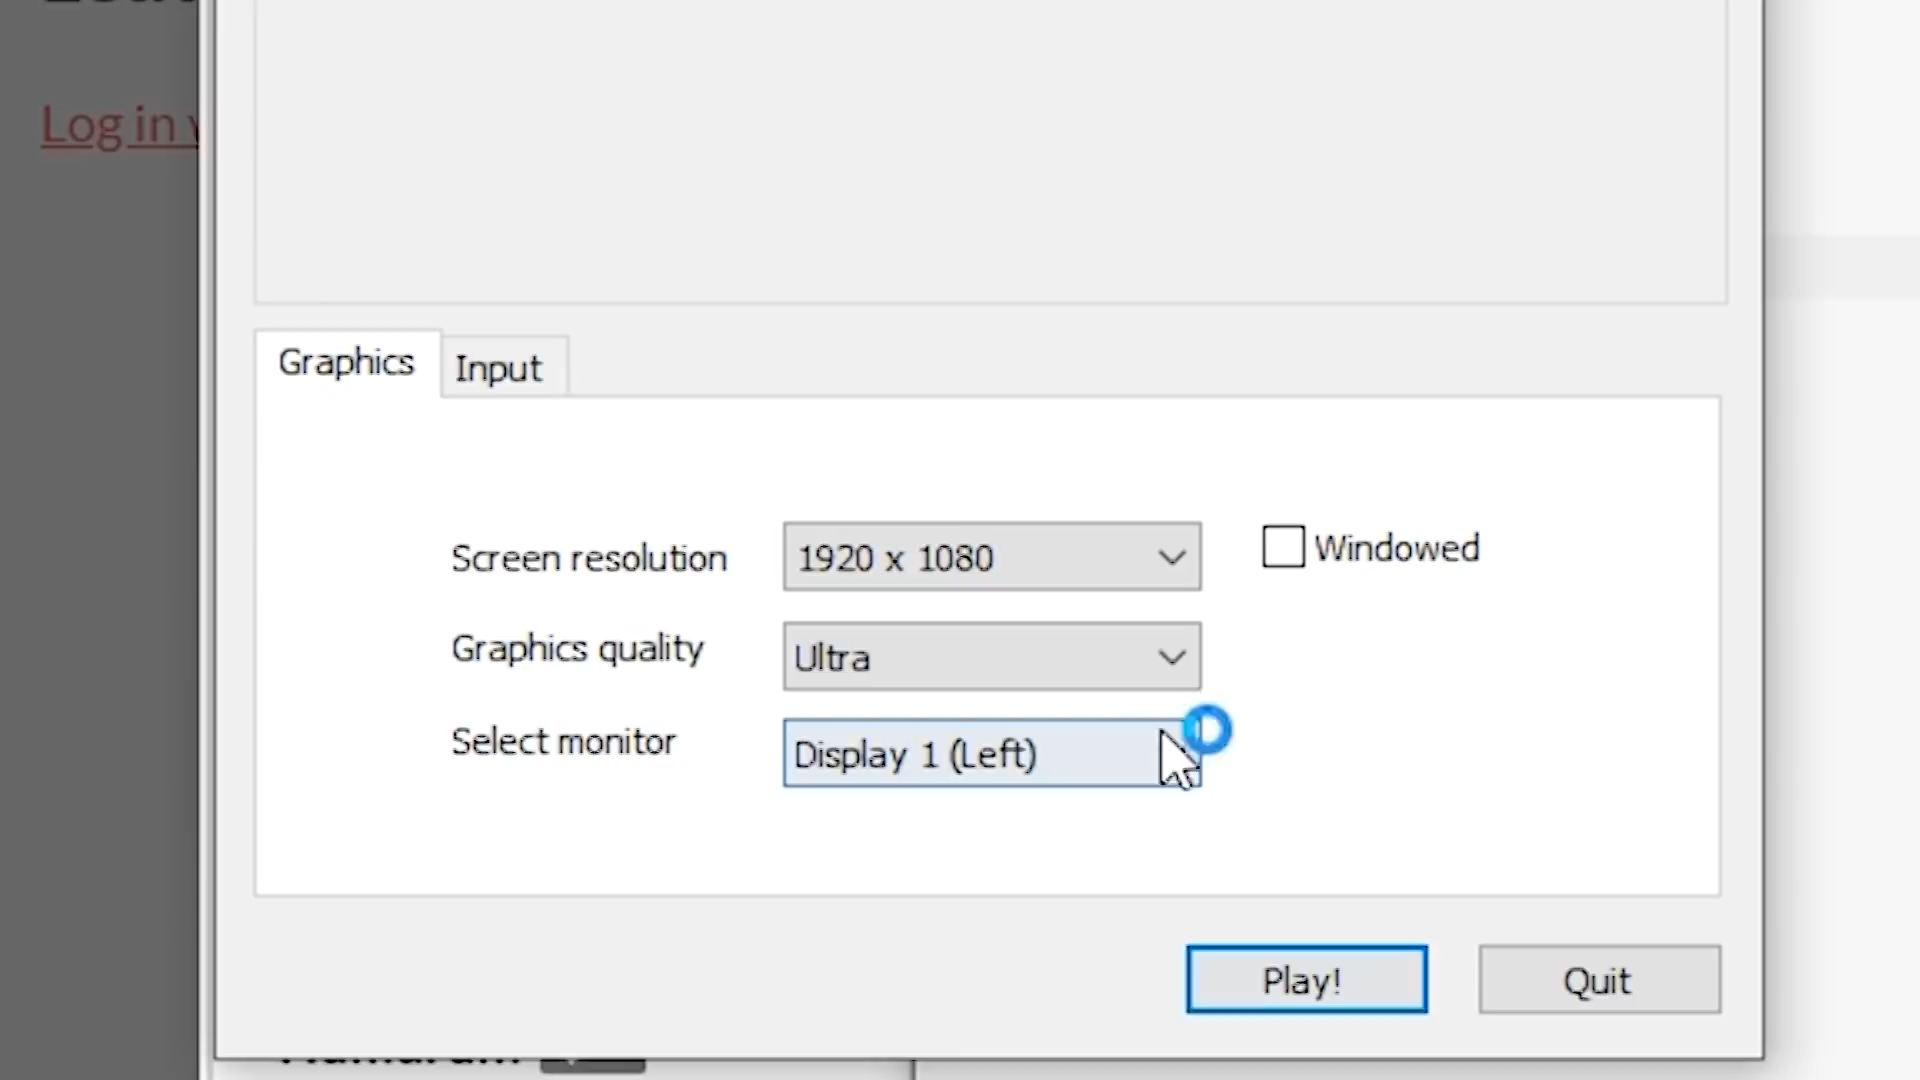 Log in
Graphics
Input
Screen resolution
1920 x 1080
Windowed
Graphics quality
Ultra
Select monitor
Display 1 (Left)
Play!
Quit